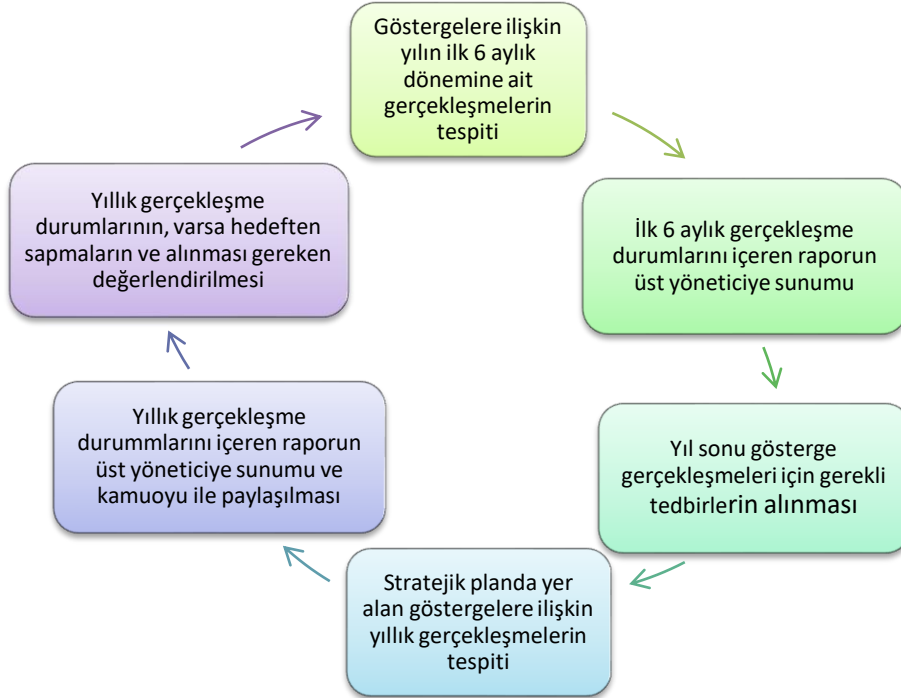 Göstergelere ilişkin
yılın ilk 6 aylık
dönemine ait
gerçekleşmelerin
tespiti
İlk 6 aylık gerçekleşme
durumlarını içeren raporun
üst yöneticiye sunumu
Yıl sonu gösterge
gerçekleşmeleri için gerekli
tedbirlerin alınması
Stratejik planda yer
alan göstergelere ilişkin
yıllık gerçekleşmelerin
tespiti
Yıllık gerçekleşme
durummlarını içeren raporun
üst yöneticiye sunumu ve
kamuoyu ile paylaşılması
Yıllık gerçekleşme
durumlarının, varsa hedeften
sapmaların ve alınması gereken
değerlendirilmesi